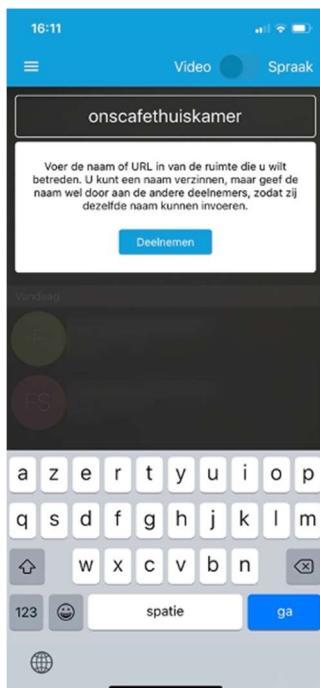 16:11
Video Spraak
onscafethuiskamer
Voer de naam of URL in van de ruimte die u wilt
betreden. U kunt een naam verzinnen, maar geef de
naam wel door aan de andere deelnemers, zodat zij
dezelfde naam kunnen invoeren.
Deelnemen
Vandaag
F
FS
a z e r t y u i o p
q s d f g h j k l m
w x c v b n
123 spatie ga